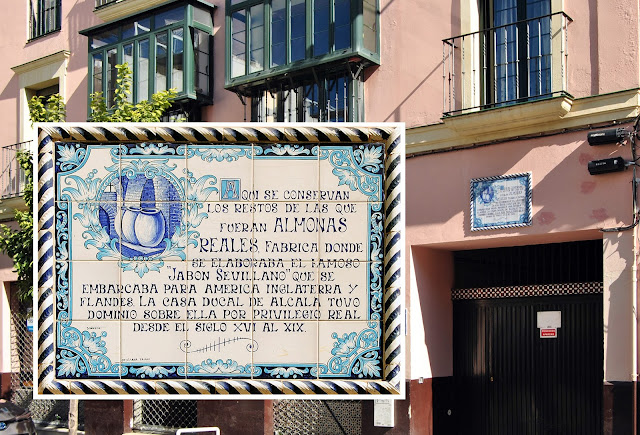 AQUI SE CONSERVAN
LOS RESTOS DE LAS QUE
FUERAN ALMONAS
REALES, FABRICA DONDE
SE ELABORABA EL FAMOSO
"JABON SEVILLANO" QUE SE
EMBARCABA PARA AMERICA INGLATERRA Y
FLANDES. LA CASA DUCAL DE ALCALA TUVO
DOMINIO SOBRE ELLA POR PRIVILEGIO REAL
DESDE EL SIGLO XVI AL XIX.